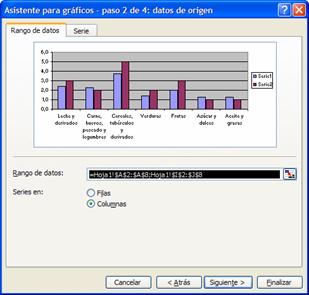 Asistente para gráficos - paso 2 de 4: datos de origen
Rango de datos
Serie
6,0
5,0
4,0
3,0
2,0
1,0
0,0
Leche y derivados
Carne, huevos, pescado y legumbres
Cereales, tubérculos y derivados
Verduras
Frutas
Azúcar y dulces
Aceite y grasas
Serie1
Serie2
Rango de datos:
=Hoja1!$A$2:$A$8;Hoja1!$I$2:$J$8
Series en:
Filas
Columnas
Cancelar
< Atrás
Siguiente >
Finalizar